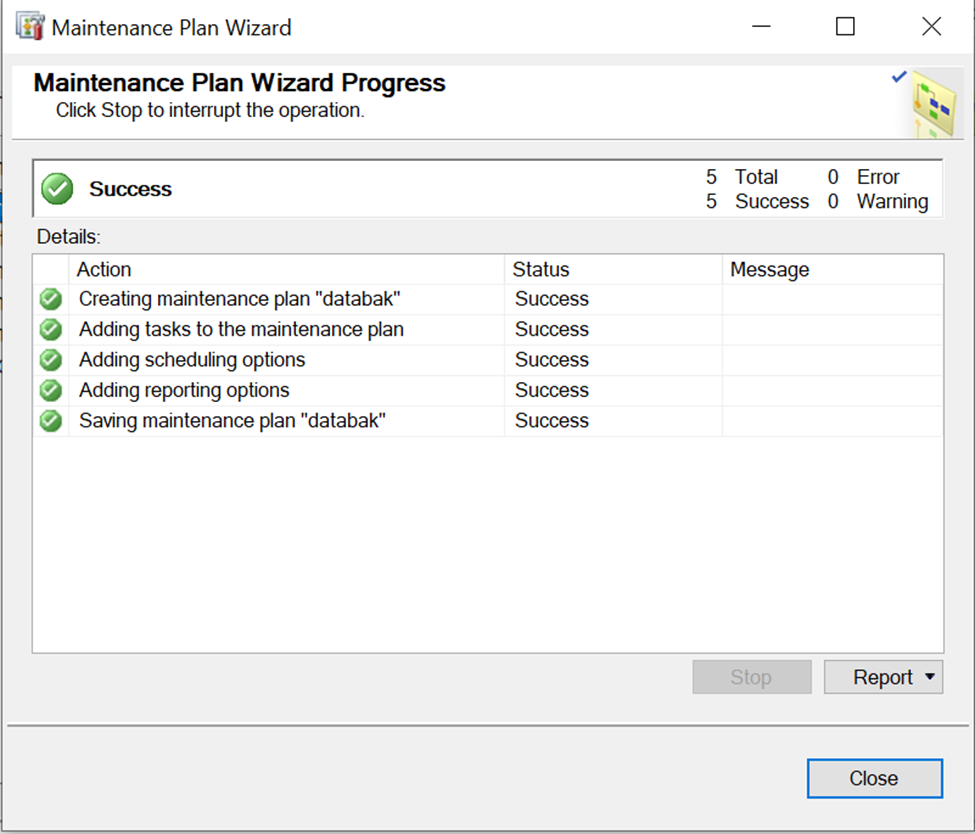 Maintenance Plan Wizard
Maintenance Plan Wizard Progress
Click Stop to interrupt the operation.
Success
5 Total 0 Error
5 Success 0 Warning
Details:
Action Status Message
Creating maintenance plan "databak" Success
Adding tasks to the maintenance plan Success
Adding scheduling options Success
Adding reporting options Success
Saving maintenance plan "databak" Success
Stop Report
Close